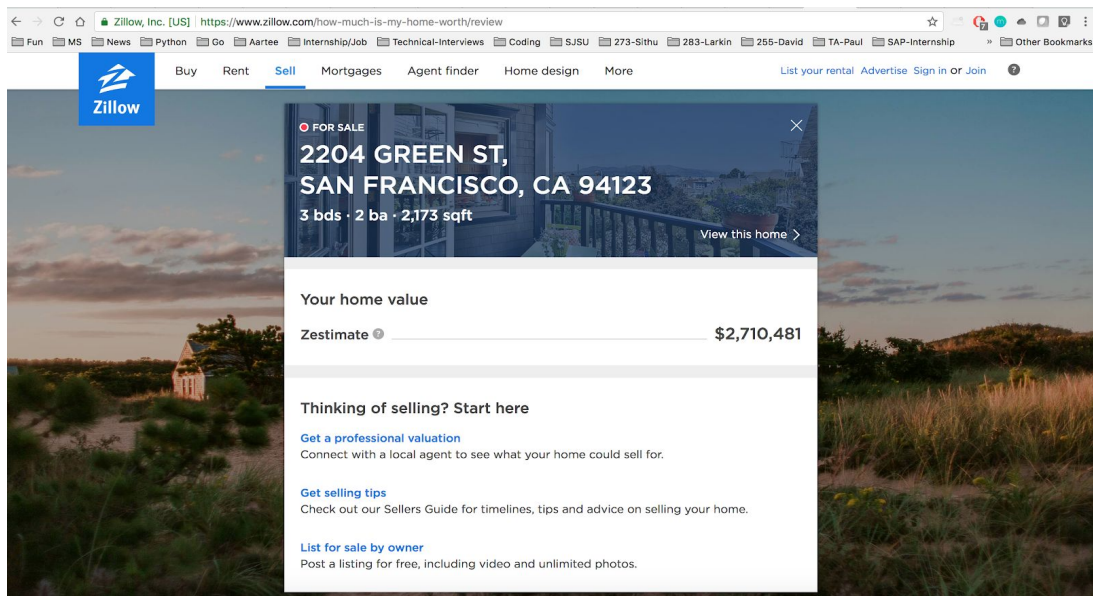 Zillow, Inc. [US] https://www.zillow.com/how-much-is-my-home-worth/review
Fun MS News Python Go Aartee Internship/Job Technical-Interviews Coding SJSU 273-Sithu 283-Larkin 255-David TA-Paul SAP-Internship » Other Bookmarks
Zillow
Buy Rent Sell Mortgages Agent finder Home design More List your rental Advertise Sign in or Join ?
FOR SALE
2204 GREEN ST,
SAN FRANCISCO, CA 94123
3 bds · 2 ba · 2,173 sqft
View this home >
Your home value
Zestimate ? $2,710,481
Thinking of selling? Start here
Get a professional valuation
Connect with a local agent to see what your home could sell for.
Get selling tips
Check out our Sellers Guide for timelines, tips and advice on selling your home.
List for sale by owner
Post a listing for free, including video and unlimited photos.